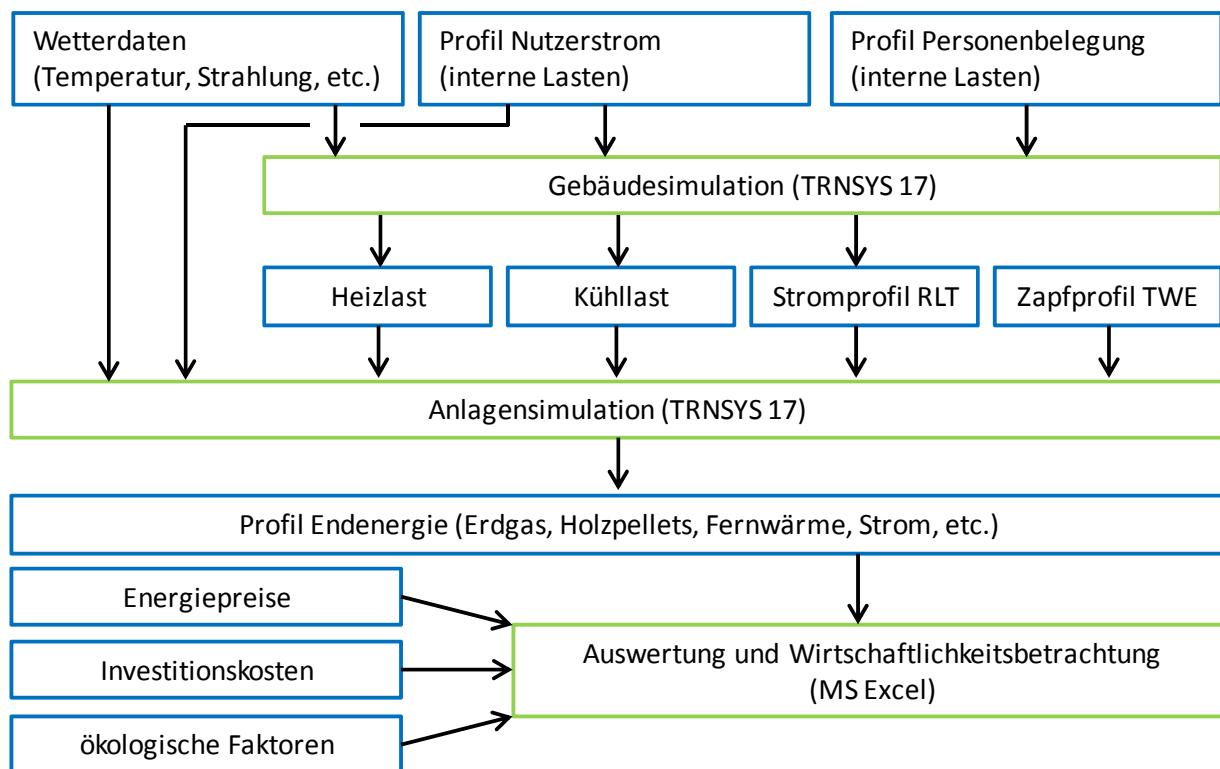 Wetterdaten
(Temperatur, Strahlung, etc.)
Profil Nutzerstrom
(interne Lasten)
Profil Personenbelegung
(interne Lasten)
Gebäudesimulation (TRNSYS 17)
Heizlast
Kühllast
Stromprofil RLT
Zapfprofil TWE
Anlagensimulation (TRNSYS 17)
Profil Endenergie (Erdgas, Holzpellets, Fernwärme, Strom, etc.)
Energiepreise
Investitionskosten
ökologische Faktoren
Auswertung und Wirtschaftlichkeitsbetrachtung
(MS Excel)